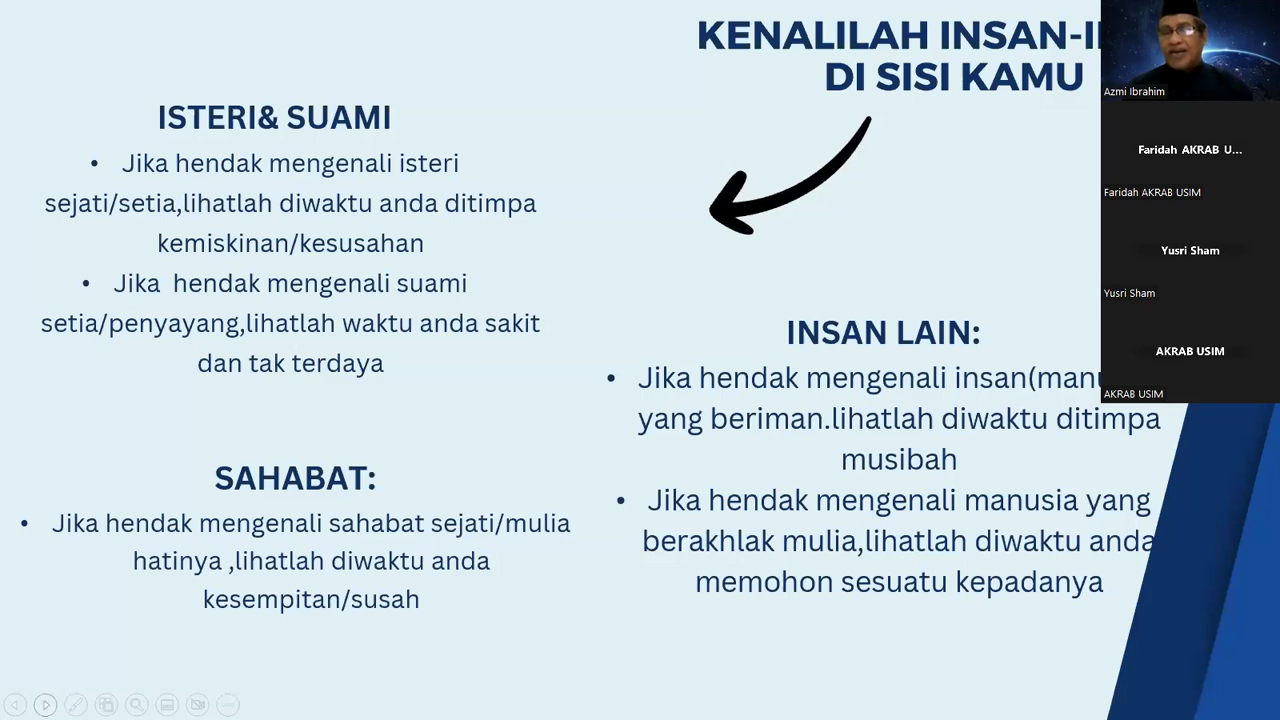 KENALILAH INSAN-
DI SISI KAMU
ISTERI& SUAMI
• Jika hendak mengenali isteri
sejati/setia,lihatlah diwaktu anda ditimpa
kemiskinan/kesusahan
• Jika hendak mengenali suami
setia/penyayang,lihatlah waktu anda sakit
dan tak terdaya
SAHABAT:
• Jika hendak mengenali sahabat sejati/mulia
hatinya ,lihatlah diwaktu anda
kesempitan/susah
INSAN LAIN:
• Jika hendak mengenali
yang beriman.lihatlah diwaktu ditimpa
musibah
• Jika hendak mengenali manusia yang
berakhlak mulia,lihatlah diwaktu anda
memohon sesuatu kepadanya
Azmi Ibrahim
Faridah AKRAB U...
Faridah AKRAB USIM
Yusri Sham
Yusri Sham
AKRAB USIM
AKRAB USIM